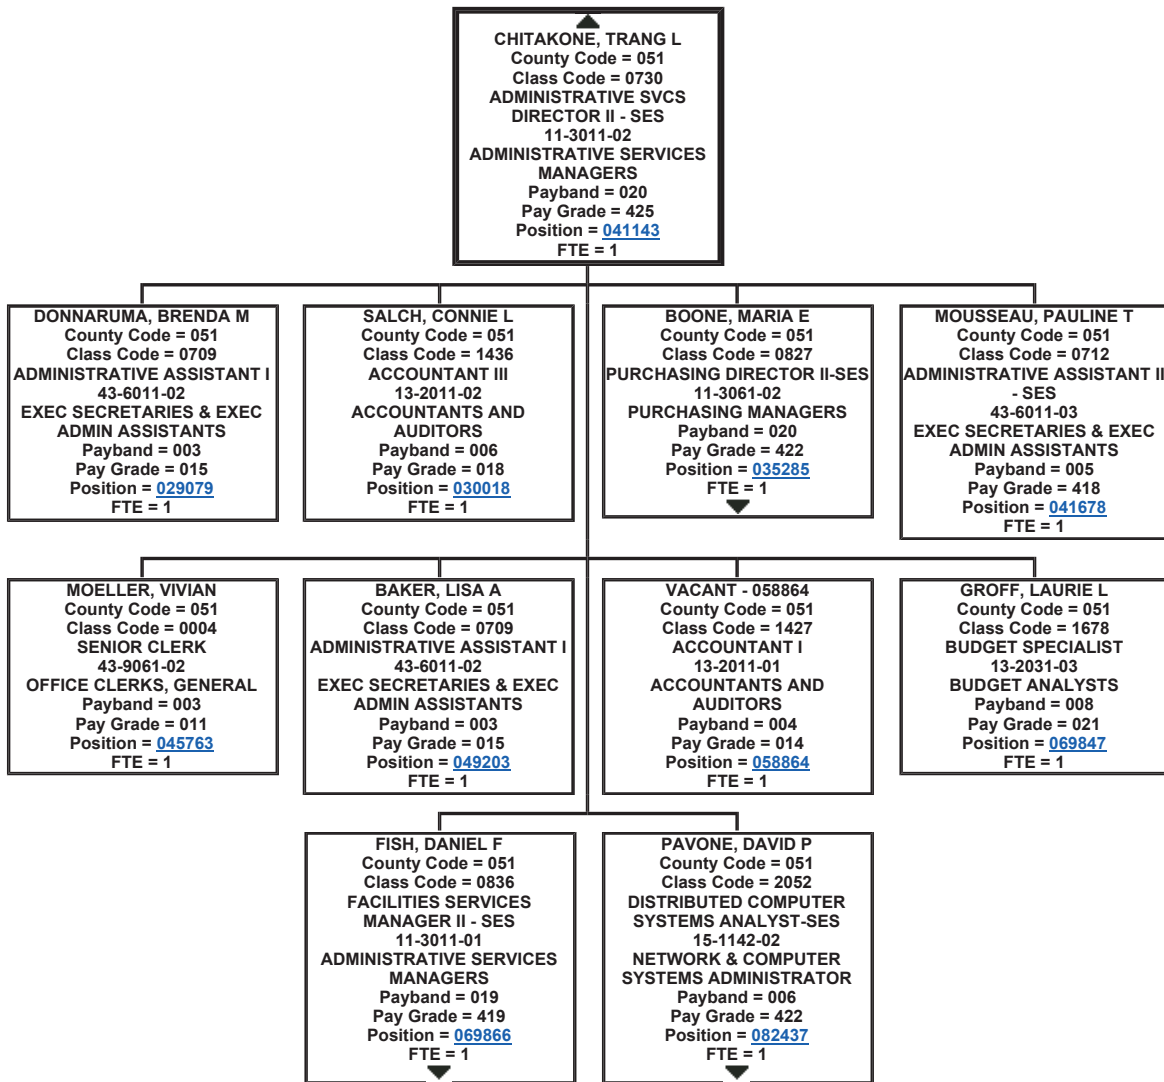 CHITAKONE, TRANG L
County Code = 051
Class Code = 0730
ADMINISTRATIVE SVCS
DIRECTOR II - SES
11-3011-02
ADMINISTRATIVE SERVICES
MANAGERS
Payband = 020
Pay Grade = 425
Position = 041143
FTE = 1
DONNARUMA, BRENDA M
County Code = 051
Class Code = 0709
ADMINISTRATIVE ASSISTANT I
43-6011-02
EXEC SECRETARIES & EXEC
ADMIN ASSISTANTS
Payband = 003
Pay Grade = 015
Position = 029079
FTE = 1
SALCH, CONNIE L
County Code = 051
Class Code = 1436
ACCOUNTANT III
13-2011-02
ACCOUNTANTS AND
AUDITORS
Payband = 006
Pay Grade = 018
Position = 030018
FTE = 1
BOONE, MARIA E
County Code = 051
Class Code = 0827
PURCHASING DIRECTOR II-SES
11-3061-02
PURCHASING MANAGERS
Payband = 020
Pay Grade = 422
Position = 035285
FTE = 1
MOUSSEAU, PAULINE T
County Code = 051
Class Code = 0712
ADMINISTRATIVE ASSISTANT II
- SES
43-6011-03
EXEC SECRETARIES & EXEC
ADMIN ASSISTANTS
Payband = 005
Pay Grade = 418
Position = 041678
FTE = 1
MOELLER, VIVIAN
County Code = 051
Class Code = 0004
SENIOR CLERK
43-9061-02
OFFICE CLERKS, GENERAL
Payband = 003
Pay Grade = 011
Position = 045763
FTE = 1
BAKER, LISA A
County Code = 051
Class Code = 0709
ADMINISTRATIVE ASSISTANT I
43-6011-02
EXEC SECRETARIES & EXEC
ADMIN ASSISTANTS
Payband = 003
Pay Grade = 015
Position = 049203
FTE = 1
VACANT - 058864
County Code = 051
Class Code = 1427
ACCOUNTANT I
13-2011-01
ACCOUNTANTS AND
AUDITORS
Payband = 004
Pay Grade = 014
Position = 058864
FTE = 1
GROFF, LAURIE L
County Code = 051
Class Code = 1678
BUDGET SPECIALIST
13-2031-03
BUDGET ANALYSTS
Payband = 008
Pay Grade = 021
Position = 069847
FTE = 1
FISH, DANIEL F
County Code = 051
Class Code = 0836
FACILITIES SERVICES
MANAGER II - SES
11-3011-01
ADMINISTRATIVE SERVICES
MANAGERS
Payband = 019
Pay Grade = 419
Position = 069866
FTE = 1
PAVONE, DAVID P
County Code = 051
Class Code = 2052
DISTRIBUTED COMPUTER
SYSTEMS ANALYST-SES
15-1142-02
NETWORK & COMPUTER
SYSTEMS ADMINISTRATOR
Payband = 006
Pay Grade = 422
Position = 082437
FTE = 1